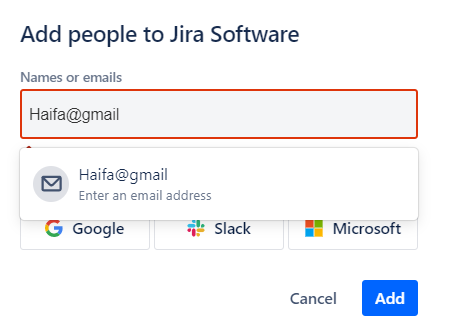 Add people to Jira Software
Names or emails
Haifa@gmail
Haifa@gmail
Enter an email address
Google
Slack
Microsoft
Cancel
Add